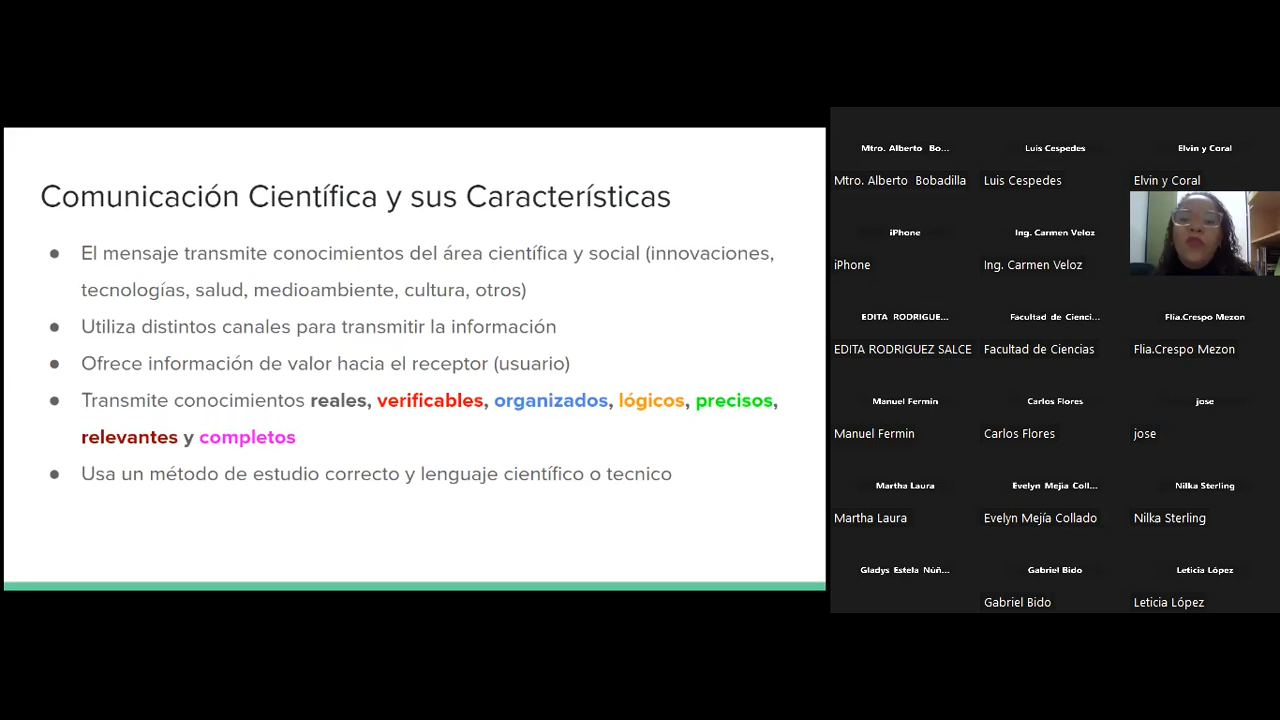 Comunicación Científica y sus Características
● El mensaje transmite conocimientos del área científica y social (innovaciones,
tecnologías, salud, medioambiente, cultura, otros)
● Utiliza distintos canales para transmitir la información
● Ofrece información de valor hacia el receptor (usuario)
● Transmite conocimientos reales, verificables, organizados, lógicos, precisos,
relevantes y completos
● Usa un método de estudio correcto y lenguaje científico o tecnico
Mtro. Alberto Bo...
Mtro. Alberto Bobadilla
Luis Cespedes
Luis Cespedes
Elvin y Coral
Elvin y Coral
iPhone
iPhone
Ing. Carmen Veloz
Ing. Carmen Veloz
EDITA RODRIGUE...
EDITA RODRIGUEZ SALCE
Facultad de Cienci...
Facultad de Ciencias
Flia.Crespo Mezon
Flia.Crespo Mezon
Manuel Fermin
Manuel Fermin
Carlos Flores
Carlos Flores
jose
jose
Martha Laura
Martha Laura
Evelyn Mejía Coll...
Evelyn Mejía Collado
Nilka Sterling
Nilka Sterling
Gladys Estela Núñ...
Gabriel Bido
Gabriel Bido
Leticia López
Leticia López